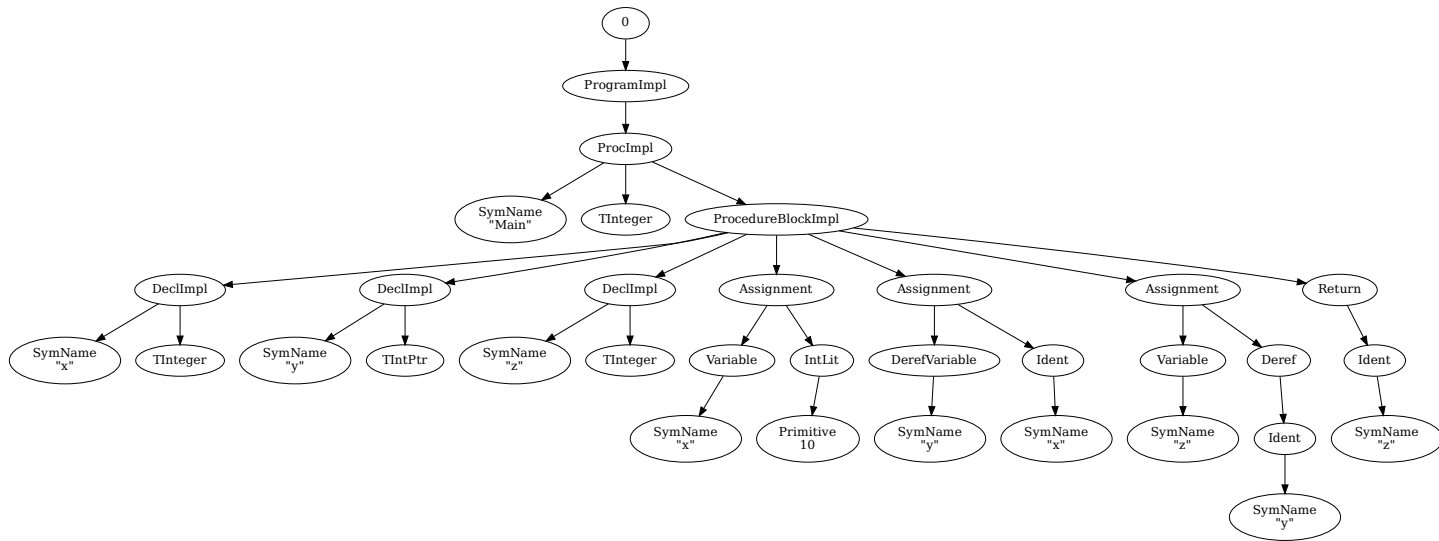 0
ProgramImpl
ProcImpl
SymName
"Main"
TInteger
ProcedureBlockImpl
DeclImpl
DeclImpl
DeclImpl
Assignment
Assignment
Assignment
Return
SymName
"x"
TInteger
SymName
"y"
TIntPtr
SymName
"z"
TInteger
Variable
IntLit
DerefVariable
Ident
Variable
Deref
Ident
SymName
"x"
Primitive
10
SymName
"y"
SymName
"x"
SymName
"z"
Ident
SymName
"z"
SymName
"y"